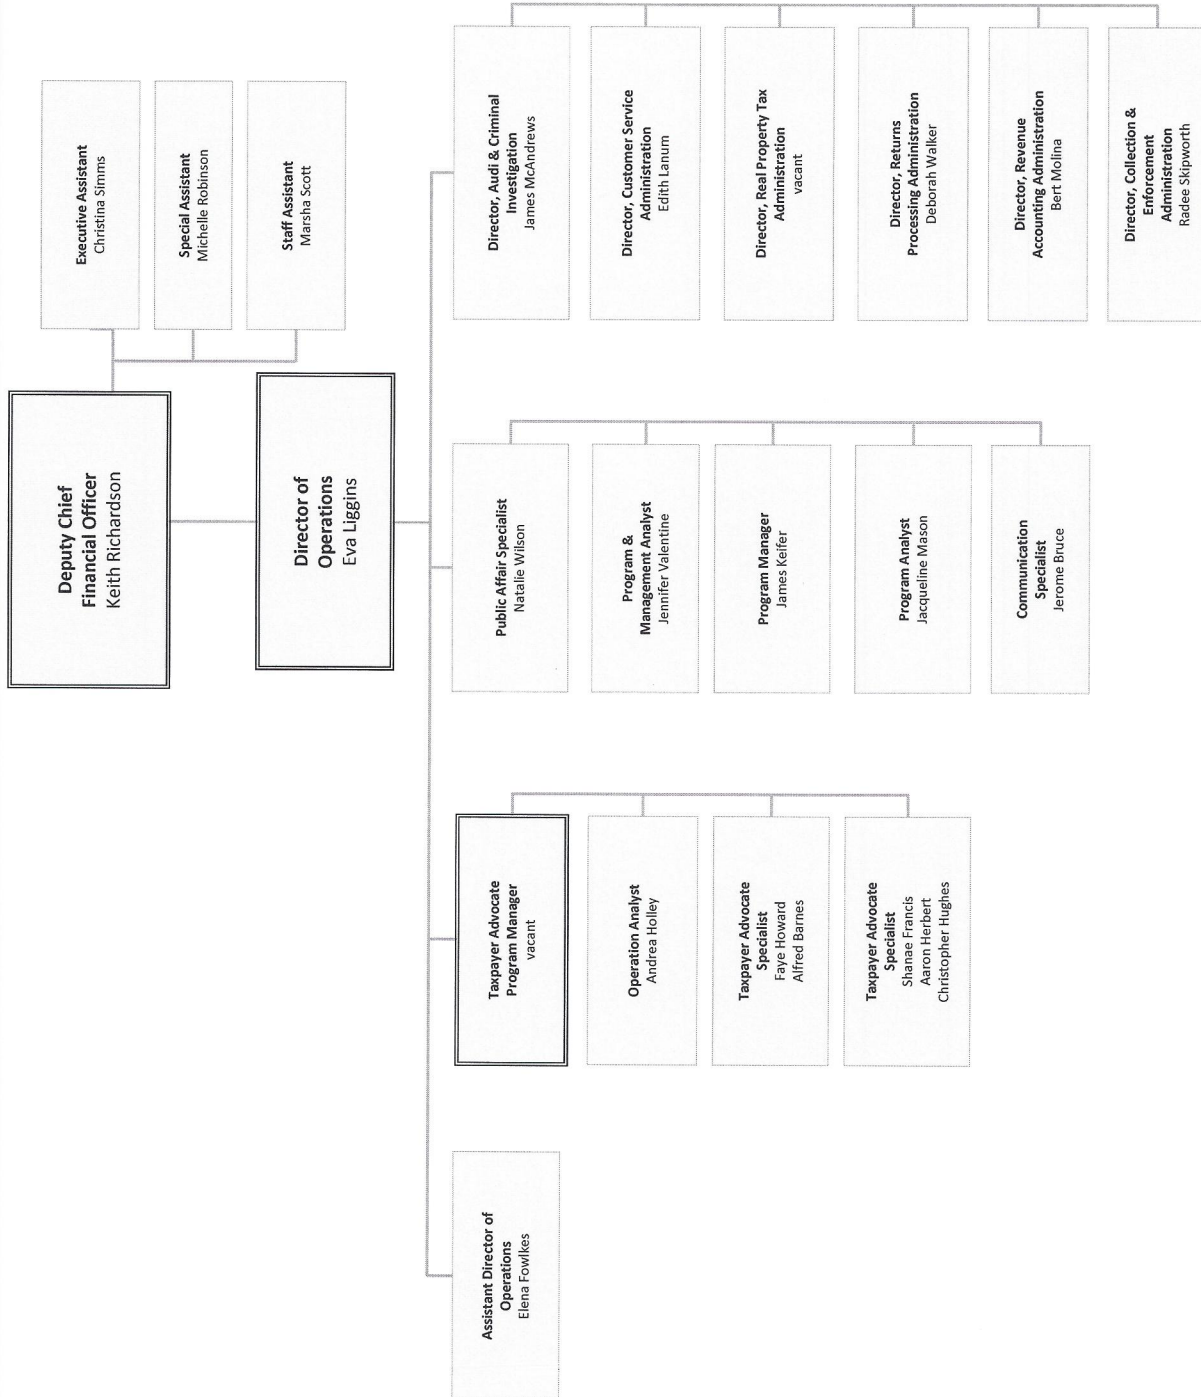 Deputy Chief
Financial Officer
Keith Richardson
Executive Assistant
Christina Simms
Special Assistant
Michelle Robinson
Staff Assistant
Marsha Scott
Director of
Operations
Eva Liggins
Assistant Director of
Operations
Elena Fowlkes
Taxpayer Advocate
Program Manager
vacant
Operation Analyst
Andrea Holley
Taxpayer Advocate
Specialist
Faye Howard
Alfred Barnes
Taxpayer Advocate
Specialist
Shanae Francis
Aaron Herbert
Christopher Hughes
Public Affair Specialist
Natalie Wilson
Program &
Management Analyst
Jennifer Valentine
Program Manager
James Keifer
Program Analyst
Jacqueline Mason
Communication
Specialist
Jerome Bruce
Director, Audi & Criminal
Investigation
James McAndrews
Director, Customer Service
Administration
Edith Lanum
Director, Real Property Tax
Administration
vacant
Director, Returns
Processing Administration
Deborah Walker
Director, Revenue
Accounting Administration
Bert Molina
Director, Collection &
Enforcement
Administration
Radee Skipworth